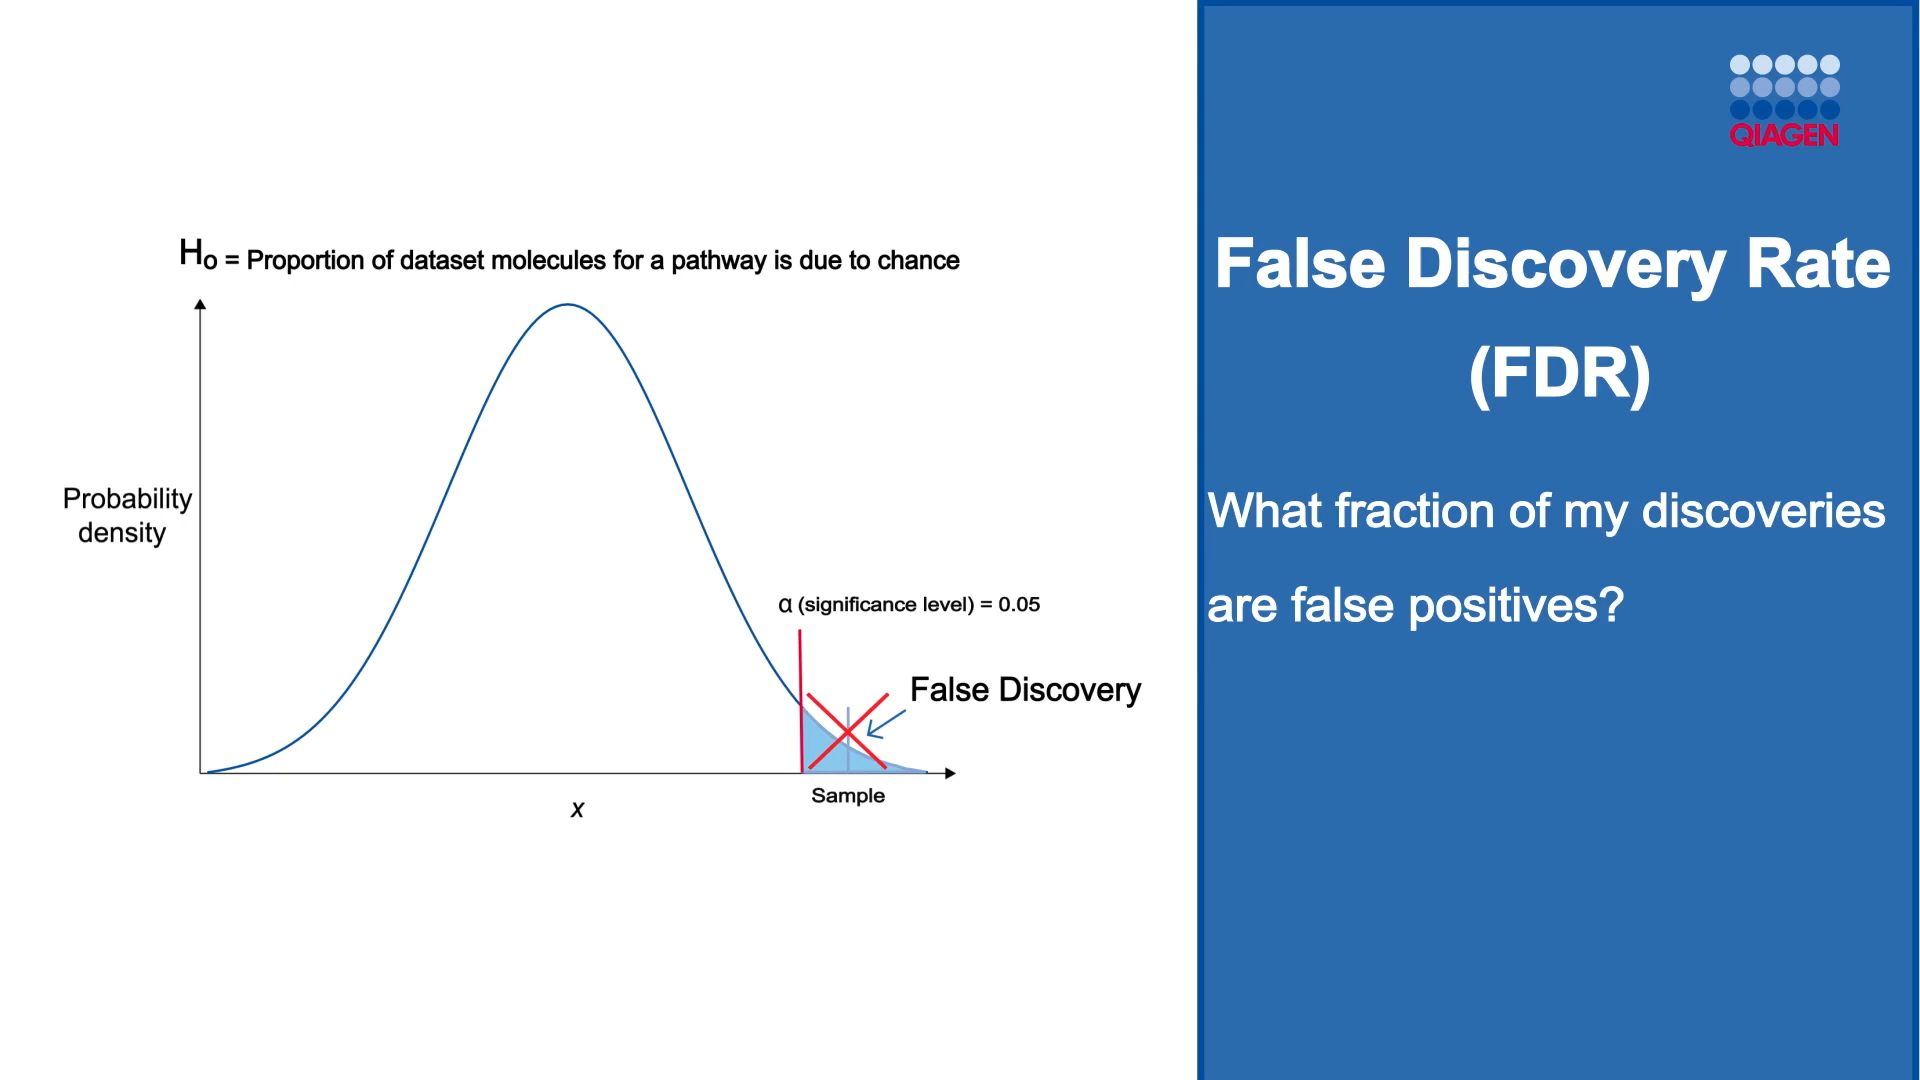 H₀ = Proportion of dataset molecules for a pathway is due to chance
Probability
density
α (significance level) = 0.05
False Discovery
Sample
x
QIAGEN
False Discovery Rate
(FDR)
What fraction of my discoveries
are false positives?